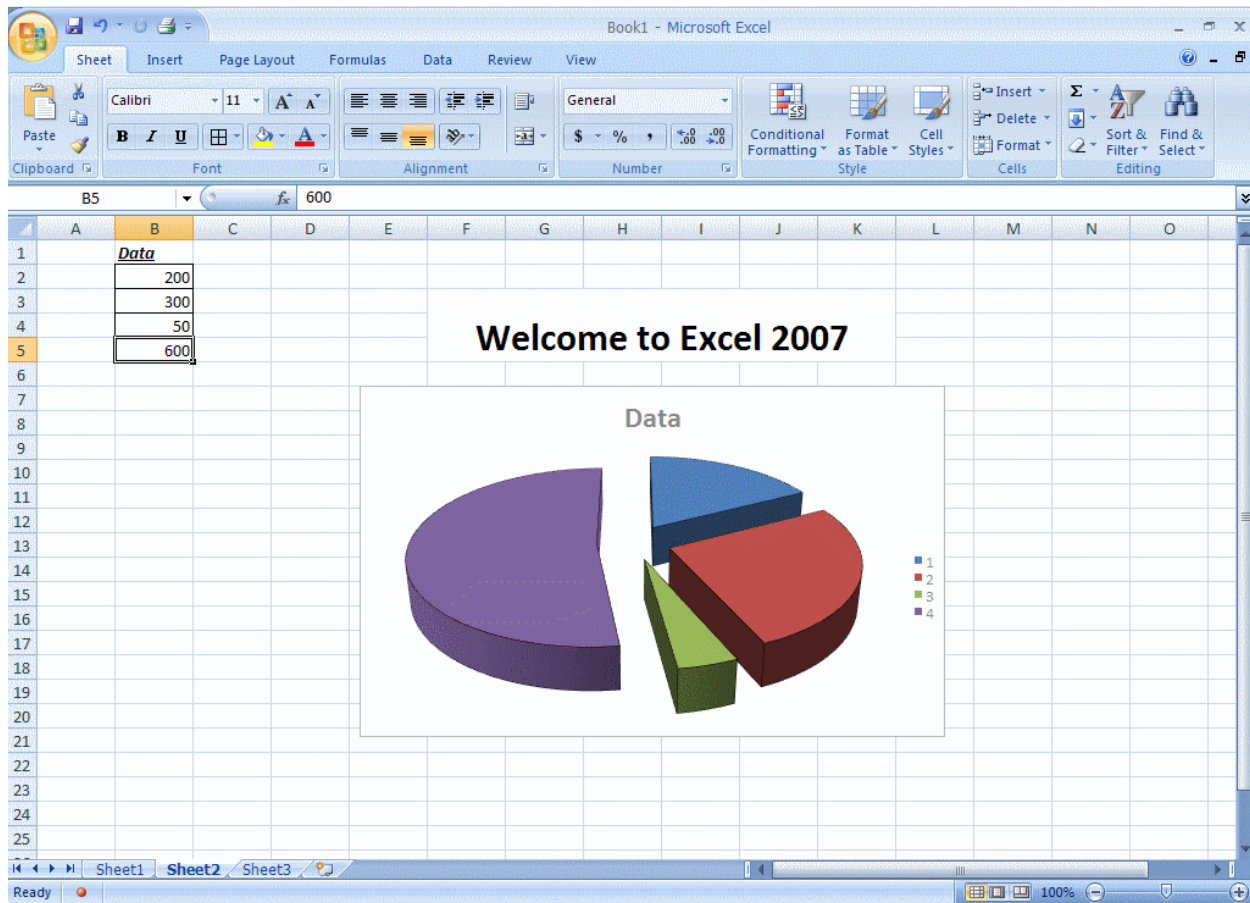 Book1 - Microsoft Excel
Sheet Insert Page Layout Formulas Data Review View
Calibri 11 A A General Insert Σ A Z
Paste Conditional Formatting Format as Table Cell Styles Delete Sort & Filter Find & Select
B I U A $ % , .0 .00 .00 .0 Format
Clipboard Font Alignment Number Style Cells Editing
B5 fx 600
A B C D E F G H I J K L M N O
1 Data
2 200
3 300
4 50
5 600
Welcome to Excel 2007
6
7
8
9
10
11
12
13
14
15
16
17
18
19
20
21
22
23
24
25
Data
1
2
3
4
Sheet1 Sheet2 Sheet3
Ready 100%